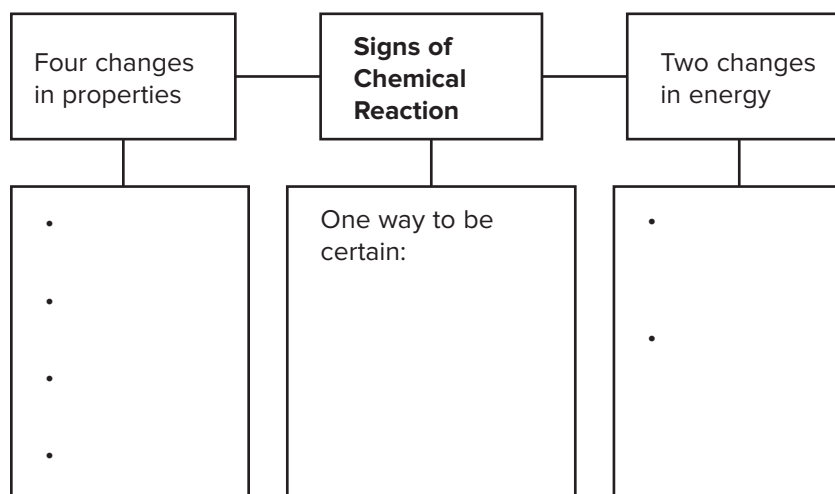 Four changes
in properties
Signs of
Chemical
Reaction
Two changes
in energy
•
•
•
•
One way to be
certain:
•
•